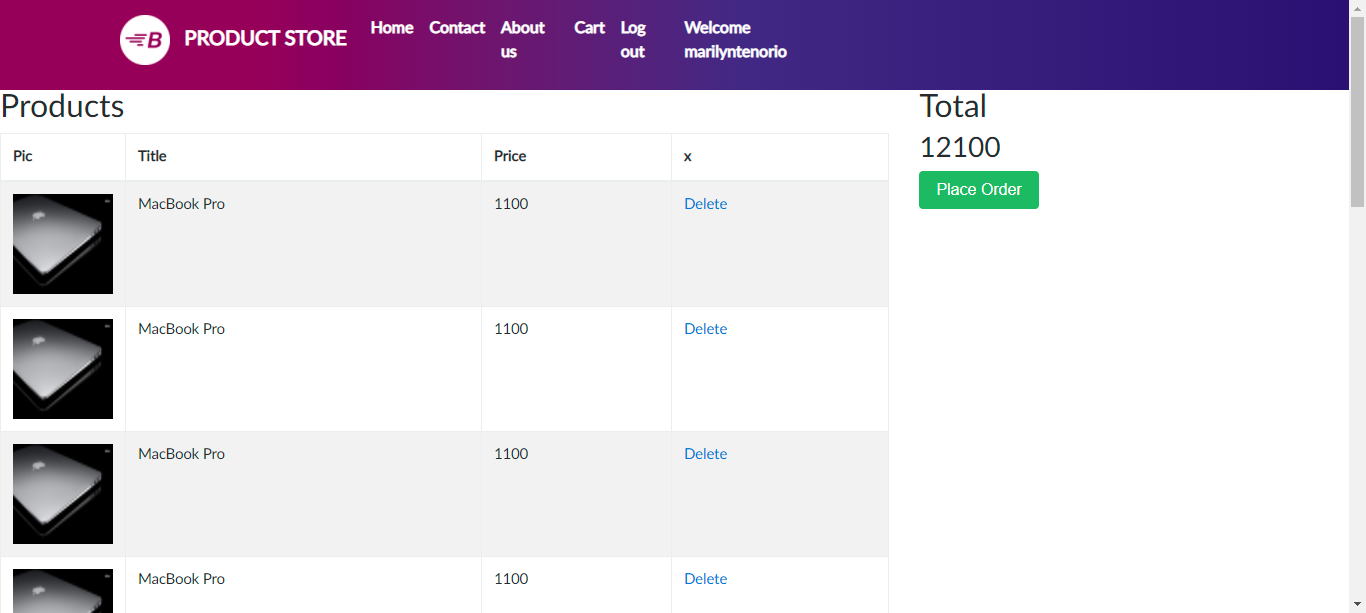 B PRODUCT STORE Home Contact About us Cart Log out Welcome marilyntenorio
Products
Pic Title Price x
MacBook Pro 1100 Delete
MacBook Pro 1100 Delete
MacBook Pro 1100 Delete
MacBook Pro 1100 Delete
Total
12100
Place Order